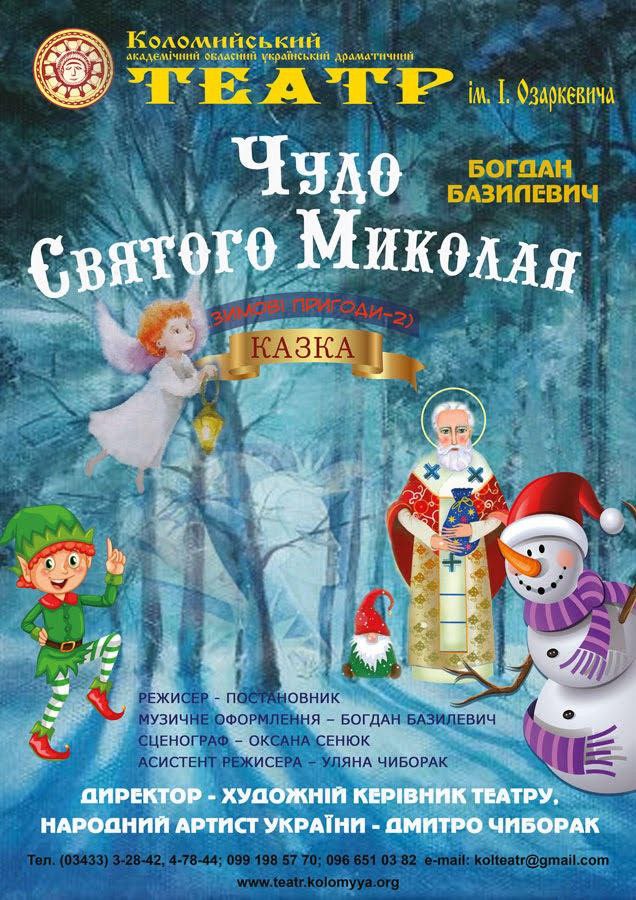 Коломийський
академічний обласний український драматичний
ТЕАТР ім. І. Озаркевича
БОГДАН
БАЗИЛЕВИЧ
Чудо
Святого Миколая
(ЗИМОВІ ПРИГОДИ-2)
КАЗКА
РЕЖИСЕР - ПОСТАНОВНИК
МУЗИЧНЕ ОФОРМЛЕННЯ – БОГДАН БАЗИЛЕВИЧ
СЦЕНОГРАФ – ОКСАНА СЕНЮК
АСИСТЕНТ РЕЖИСЕРА – УЛЯНА ЧИБОРАК
ДИРЕКТОР - ХУДОЖНІЙ КЕРІВНИК ТЕАТРУ,
НАРОДНИЙ АРТИСТ УКРАЇНИ - ДМИТРО ЧИБОРАК
Тел. (03433) 3-28-42, 4-78-44; 099 198 57 70; 096 651 03 82 e-mail: kolteatr@gmail.com
www.teatr.kolomyya.org